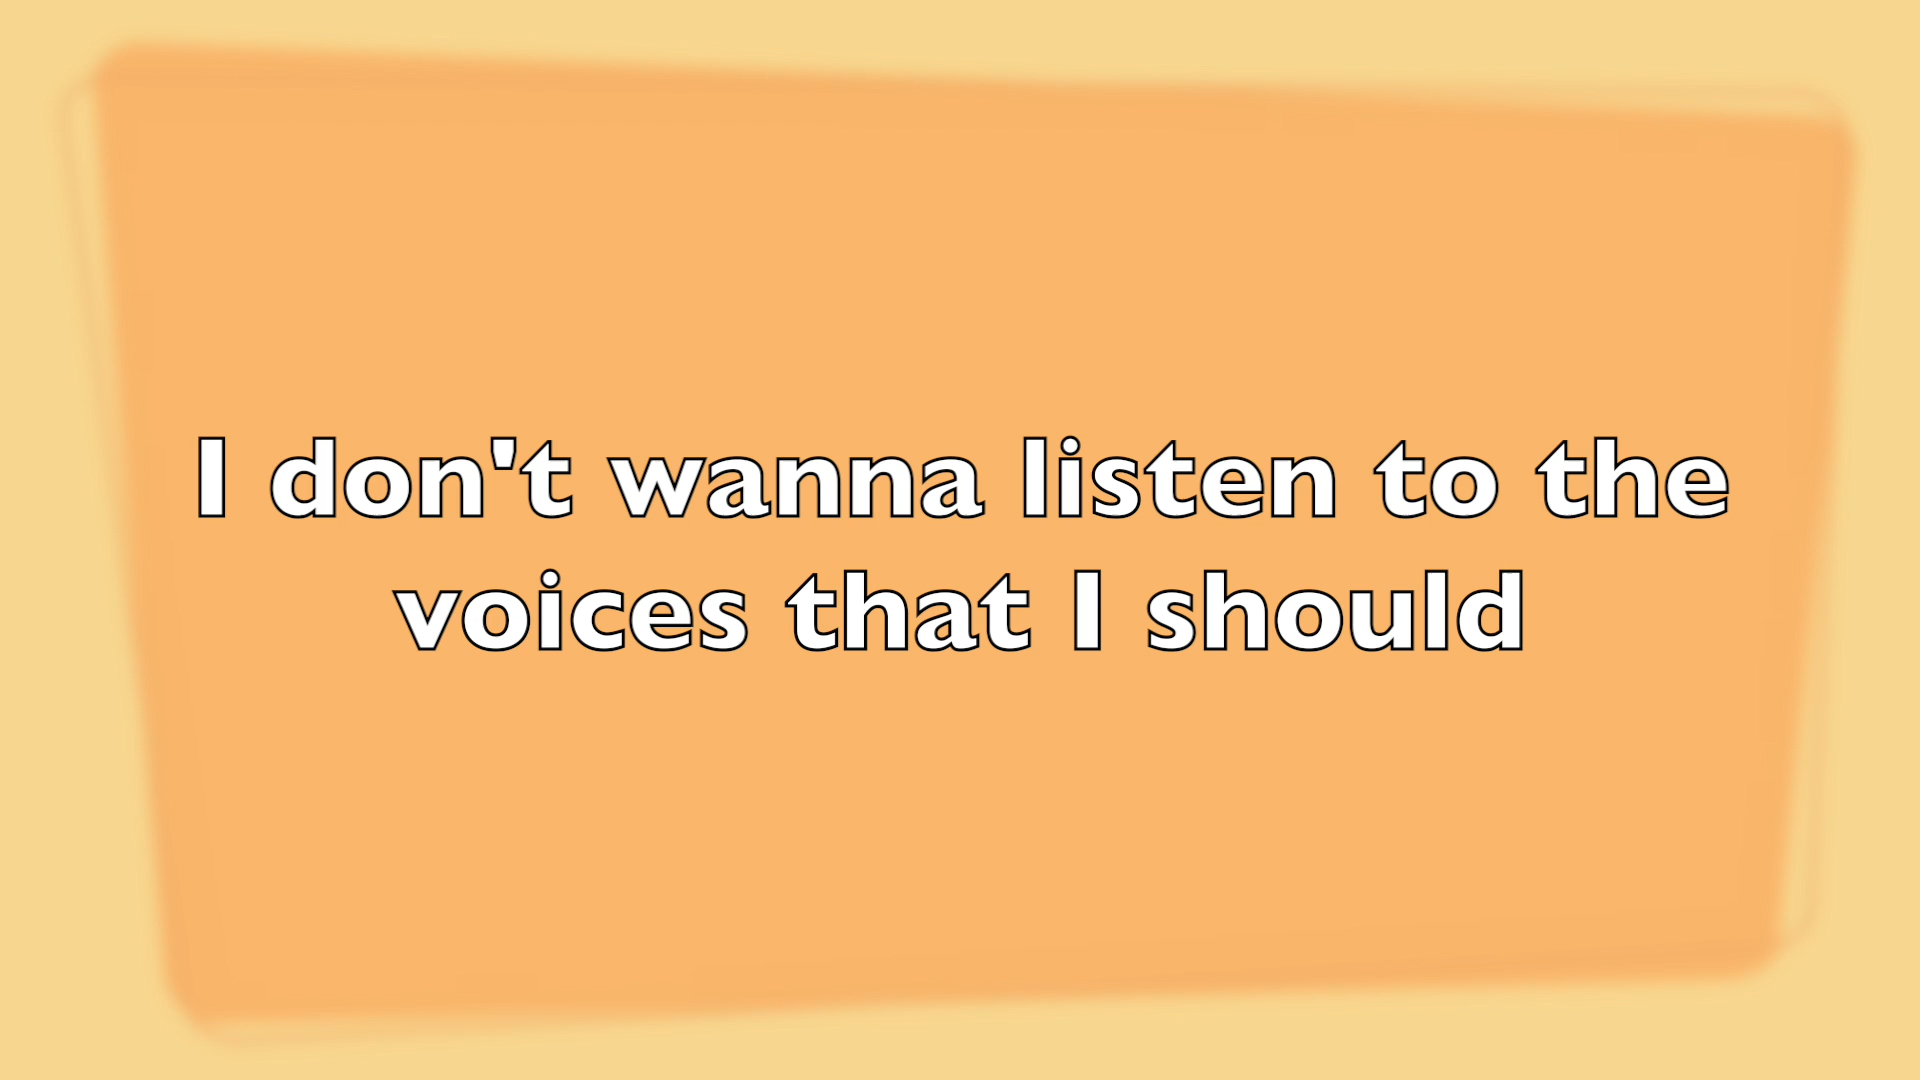 I don't wanna listen to the
voices that I should